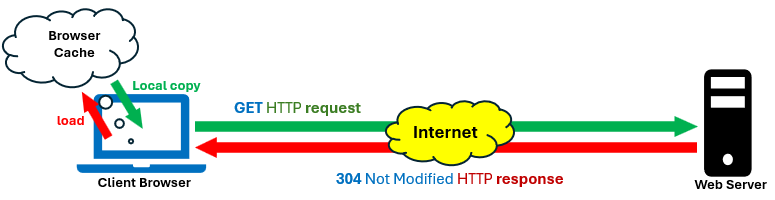 Browser
Cache
Local copy
load
GET HTTP request
Internet
304 Not Modified HTTP response
Client Browser
Web Server